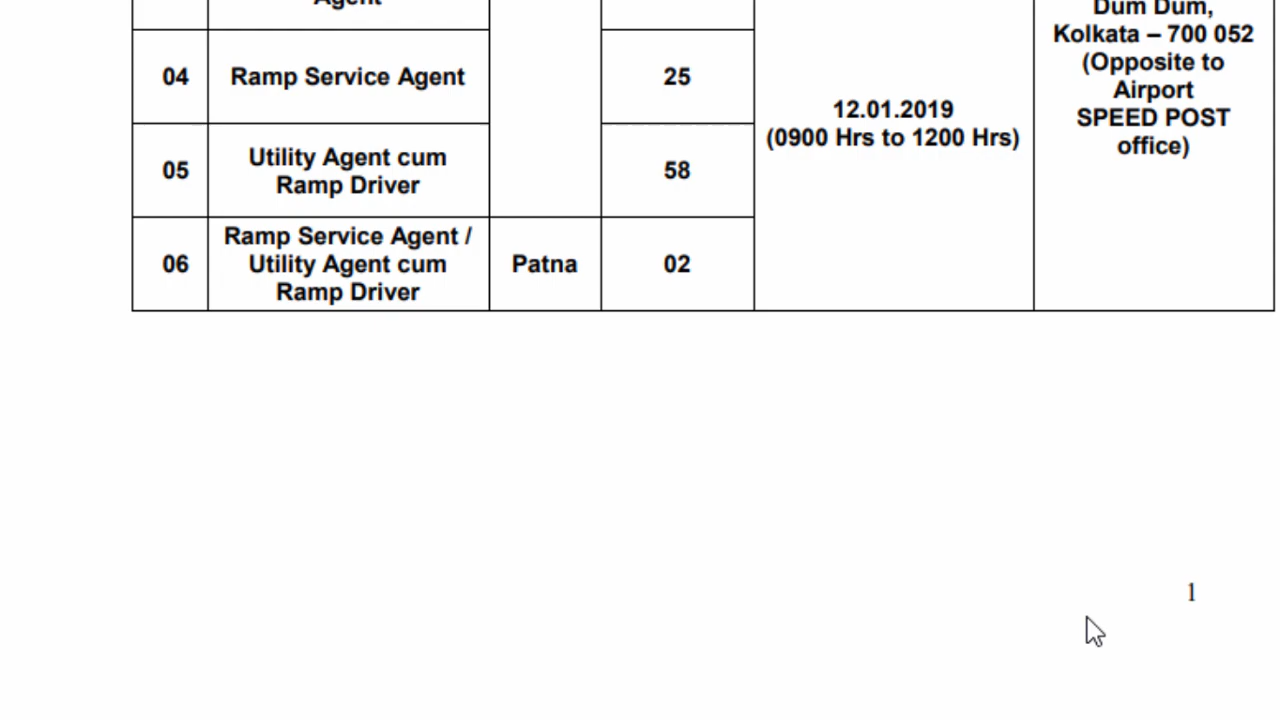 Agent
Dum Dum,
Kolkata – 700 052
(Opposite to
Airport
SPEED POST
office)
04
Ramp Service Agent
25
12.01.2019
(0900 Hrs to 1200 Hrs)
05
Utility Agent cum
Ramp Driver
58
06
Ramp Service Agent /
Utility Agent cum
Ramp Driver
Patna
02
1